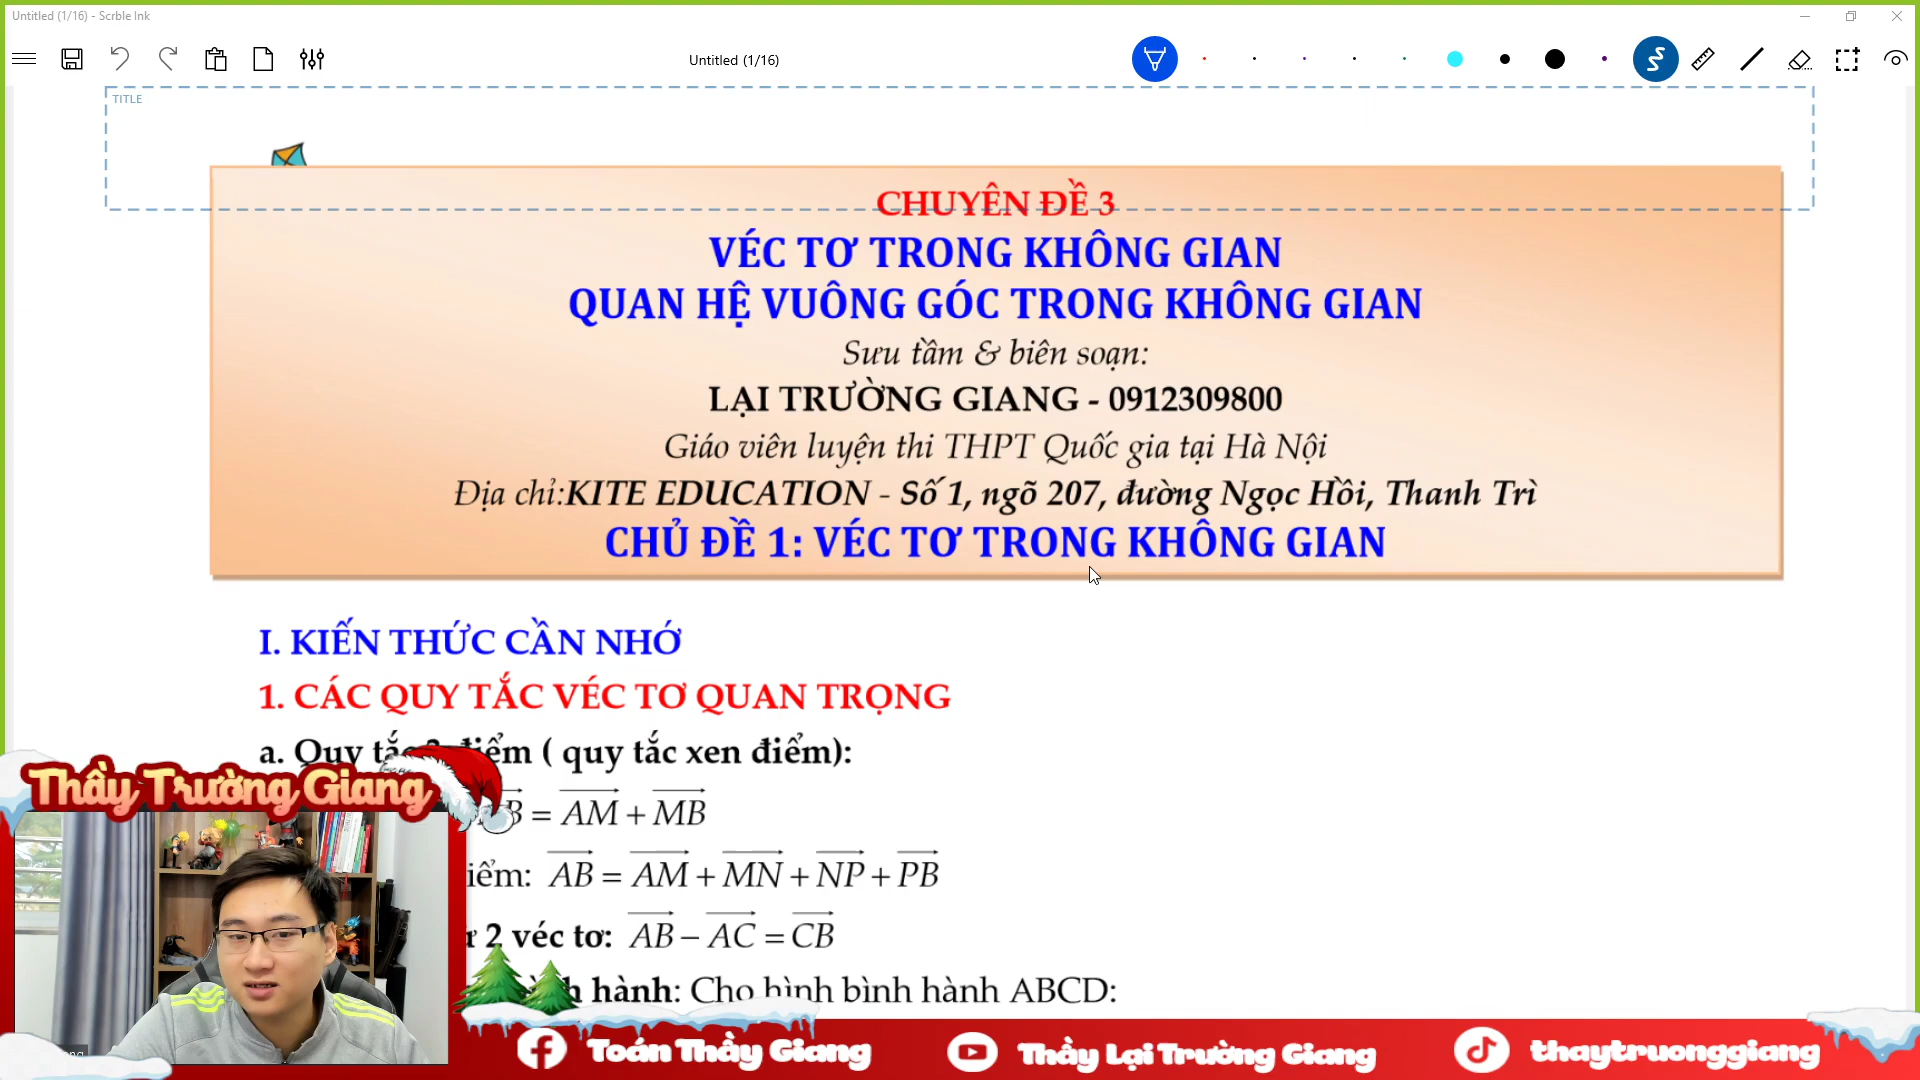 Untitled (1/16) - Scrble Ink
Untitled (1/16)
TITLE
CHUYÊN ĐỀ 3
VÉC TƠ TRONG KHÔNG GIAN
QUAN HỆ VUÔNG GÓC TRONG KHÔNG GIAN
Sưu tầm & biên soạn:
LẠI TRƯỜNG GIANG - 0912309800
Giáo viên luyện thi THPT Quốc gia tại Hà Nội
Địa chỉ:KITE EDUCATION - Số 1, ngõ 207, đường Ngọc Hồi, Thanh Trì
CHỦ ĐỀ 1: VÉC TƠ TRONG KHÔNG GIAN
I. KIẾN THỨC CẦN NHỚ
1. CÁC QUY TẮC VÉC TƠ QUAN TRỌNG
a. Quy tắc điểm ( quy tắc xen điểm):
B = AM + MB
iểm: AB = AM + MN + NP + PB
2 véc tơ: AB − AC = CB
h hành: Cho hình bình hành ABCD:
Thầy Trường Giang
Toán Thầy Giang
Thầy Lại Trường Giang
thaytruonggiang